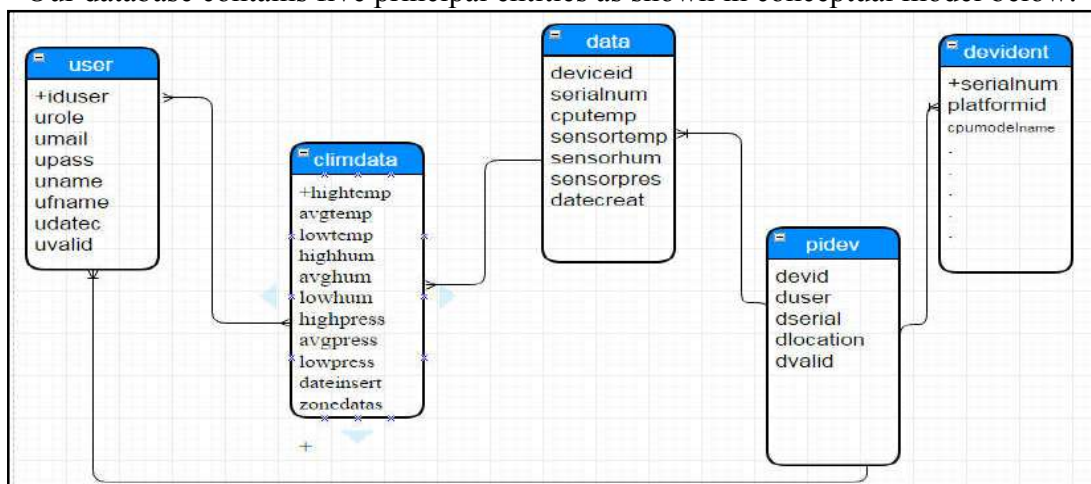 Our database contains five principal entities as shown in conceptual model below:
user
+iduser
urole
umail
upass
uname
ufname
udatec
uvalid
climdata
+hightemp
avgtemp
lowtemp
highhum
avghum
lowhum
highpress
avgpress
lowpress
dateinsert
zonedatas
+
data
deviceid
serialnum
cputemp
sensortemp
sensorhum
sensorpres
datecreat
pidev
devid
duser
dserial
dlocation
dvalid
devident
+serialnum
platformid
cpumodelname
.
.
.
.
.
.